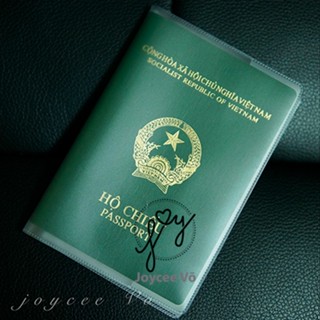 CỘNG HÒA XÃ HỘI CHỦ NGHĨA VIỆT NAM
SOCIALIST REPUBLIC OF VIETNAM
HỘ CHIẾU
PASSPORT
joy
Joycee Võ
joycee Võ